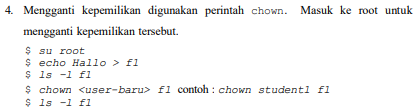 4. Mengganti kepemilikan digunakan perintah chown. Masuk ke root untuk
mengganti kepemilikan tersebut.
$ su root
$ echo Hallo > f1
$ ls -l f1
$ chown <user-baru> f1 contoh : chown student1 f1
$ ls -l f1